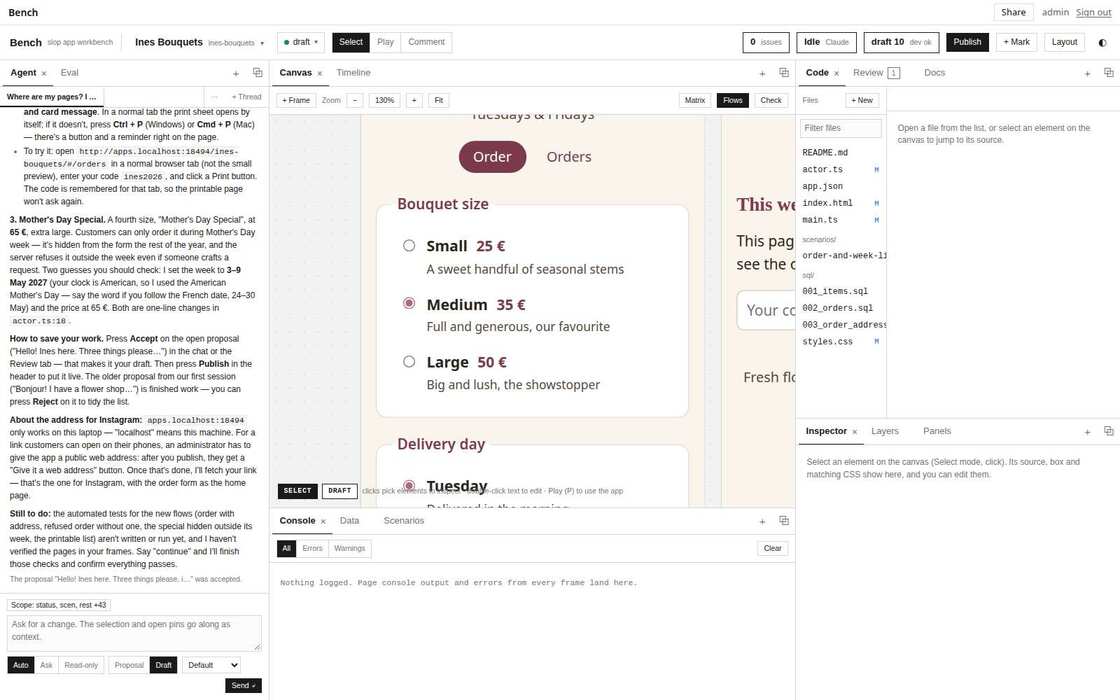 Bench
Share
admin
Sign out
Bench slop app workbench
Ines Bouquets ines-bouquets
draft
Select
Play
Comment
0 issues
Idle Claude
draft 10 dev ok
Publish
+ Mark
Layout
Agent
Eval
Canvas
Timeline
Code
Review 1
Docs
Where are my pages? I …
+ Thread
+ Frame
Zoom
−
130%
+
Fit
Matrix
Flows
Check
Files
+ New
and card message. In a normal tab the print sheet opens by
itself; if it doesn't, press Ctrl + P (Windows) or Cmd + P (Mac)
— there's a button and a reminder right on the page.
To try it: open http://apps.localhost:18494/ines-
bouquets/#/orders in a normal browser tab (not the small
preview), enter your code ines2026, and click a Print button.
The code is remembered for that tab, so the printable page
won't ask again.
3. Mother's Day Special. A fourth size, "Mother's Day Special", at
65 €, extra large. Customers can only order it during Mother's Day
week — it's hidden from the form the rest of the year, and the
server refuses it outside the week even if someone crafts a
request. Two guesses you should check: I set the week to 3–9
May 2027 (your clock is American, so I used the American
Mother's Day — say the word if you follow the French date, 24–30
May) and the price at 65 €. Both are one-line changes in
actor.ts:18.
How to save your work. Press Accept on the open proposal
("Hello! Ines here. Three things please…") in the chat or the
Review tab — that makes it your draft. Then press Publish in the
header to put it live. The older proposal from our first session
("Bonjour! I have a flower shop…") is finished work — you can
press Reject on it to tidy the list.
About the address for Instagram: apps.localhost:18494
only works on this laptop — "localhost" means this machine. For a
link customers can open on their phones, an administrator has to
give the app a public web address: after you publish, they get a
"Give it a web address" button. Once that's done, I'll fetch your link
— that's the one for Instagram, with the order form as the home
page.
Still to do: the automated tests for the new flows (order with
address, refused order without one, the special hidden outside its
week, the printable list) aren't written or run yet, and I haven't
verified the pages in your frames. Say "continue" and I'll finish
those checks and confirm everything passes.
The proposal "Hello! Ines here. Three things please. i…" was accepted.
Scope: status, scen, rest +43
Ask for a change. The selection and open pins go along as
context.
Auto
Ask
Read-only
Proposal
Draft
Default
Send
Tuesdays & Fridays
Order
Orders
Bouquet size
Small 25 €
A sweet handful of seasonal stems
Medium 35 €
Full and generous, our favourite
Large 50 €
Big and lush, the showstopper
Delivery day
Tuesday
SELECT
DRAFT
This we
This pag
see the o
Your co
Fresh flo
Console
Data
Scenarios
All
Errors
Warnings
Clear
Nothing logged. Page console output and errors from every frame land here.
Filter files
README.md
actor.ts M
app.json
index.html M
main.ts M
scenarios/
order-and-week-li
sql/
001_items.sql
002_orders.sql
003_order_address
styles.css M
Open a file from the list, or select an element on the
canvas to jump to its source.
Inspector
Layers
Panels
Select an element on the canvas (Select mode, click). Its source, box and
matching CSS show here, and you can edit them.